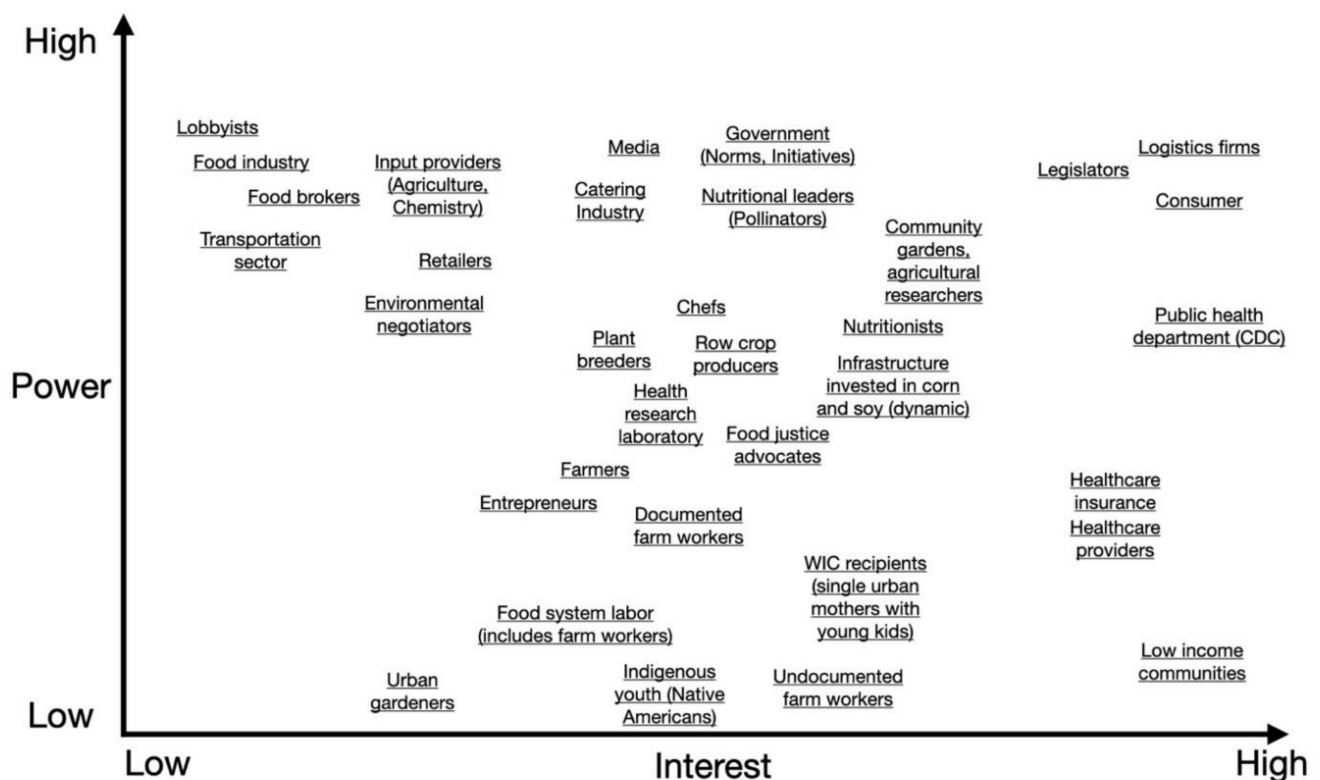 High
Lobbyists
Food industry
Food brokers
Transportation
sector
Input providers
(Agriculture,
Chemistry)
Retailers
Environmental
negotiators
Media
Catering
Industry
Government
(Norms, Initiatives)
Nutritional leaders
(Pollinators)
Community
gardens,
agricultural
researchers
Legislators
Logistics firms
Consumer
Public health
department (CDC)
Chefs
Plant
breeders
Row crop
producers
Nutritionists
Infrastructure
invested in corn
and soy (dynamic)
Power
Health
research
laboratory
Food justice
advocates
Farmers
Entrepreneurs
Documented
farm workers
Healthcare
insurance
Healthcare
providers
WIC recipients
(single urban
mothers with
young kids)
Food system labor
(includes farm workers)
Urban
gardeners
Indigenous
youth (Native
Americans)
Undocumented
farm workers
Low income
communities
Low
Low
Interest
High